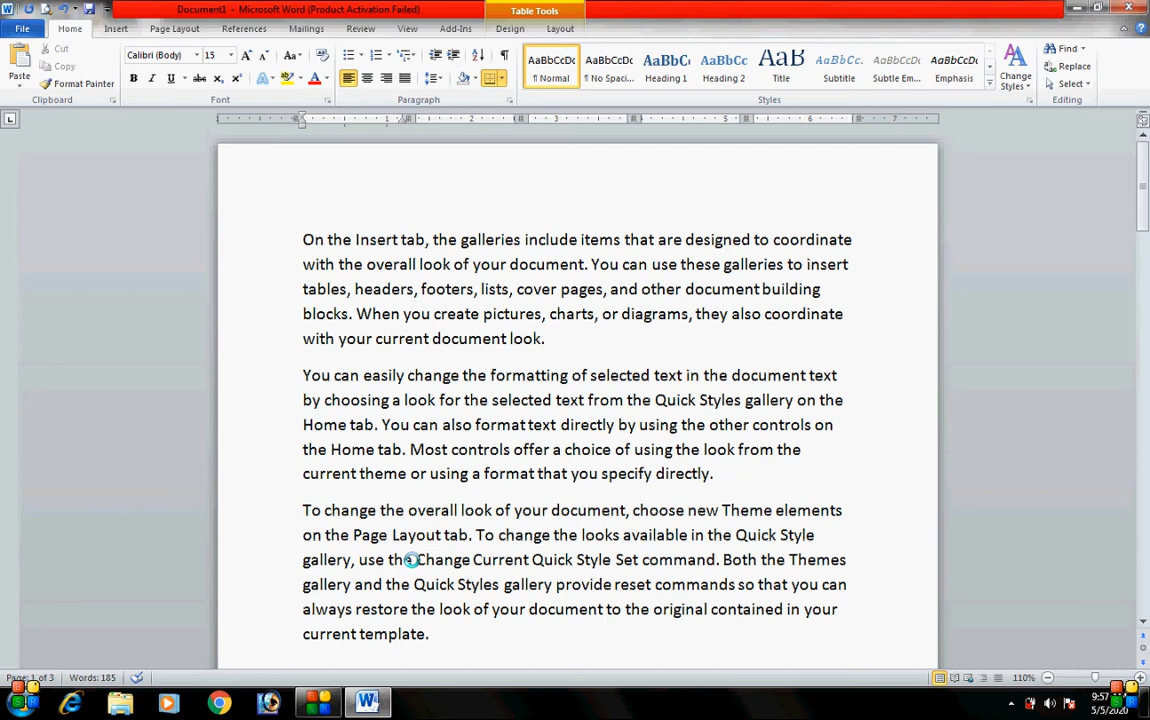 Document1 - Microsoft Word (Product Activation Failed)
Table Tools
File Home Insert Page Layout References Mailings Review View Add-Ins Design Layout
Paste
Cut
Copy
Format Painter
Clipboard
Calibri (Body) 15
Font
Paragraph
AaBbCcDc AaBbCcDc AaBbC AaBbCc AaB AaBbCc. AaBbCcDc AaBbCcDc
¶ Normal ¶ No Spaci... Heading 1 Heading 2 Title Subtitle Subtle Em... Emphasis
Styles
Change
Styles
Find
Replace
Select
Editing
On the Insert tab, the galleries include items that are designed to coordinate
with the overall look of your document. You can use these galleries to insert
tables, headers, footers, lists, cover pages, and other document building
blocks. When you create pictures, charts, or diagrams, they also coordinate
with your current document look.
You can easily change the formatting of selected text in the document text
by choosing a look for the selected text from the Quick Styles gallery on the
Home tab. You can also format text directly by using the other controls on
the Home tab. Most controls offer a choice of using the look from the
current theme or using a format that you specify directly.
To change the overall look of your document, choose new Theme elements
on the Page Layout tab. To change the looks available in the Quick Style
gallery, use the Change Current Quick Style Set command. Both the Themes
gallery and the Quick Styles gallery provide reset commands so that you can
always restore the look of your document to the original contained in your
current template.
Page: 1 of 3 Words: 185 110%
9:57
5/5/2020